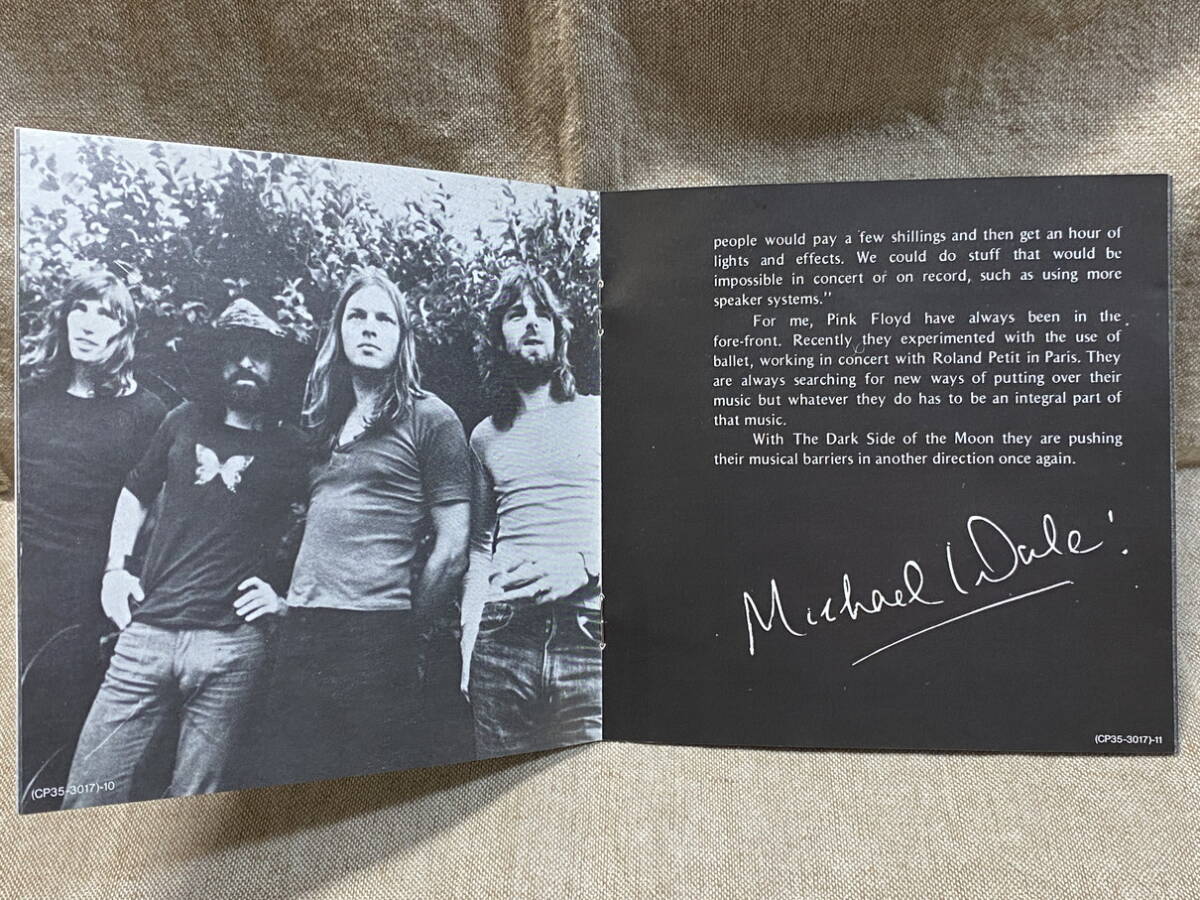 people would pay a few shillings and then get an hour of
lights and effects. We could do stuff that would be
impossible in concert or on record, such as using more
speaker systems."
For me, Pink Floyd have always been in the
fore-front. Recently they experimented with the use of
ballet, working in concert with Roland Petit in Paris. They
are always searching for new ways of putting over their
music but whatever they do has to be an integral part of
that music.
With The Dark Side of the Moon they are pushing
their musical barriers in another direction once again.
Michael Dale
(CP35-3017)-10
(CP35-3017)-11